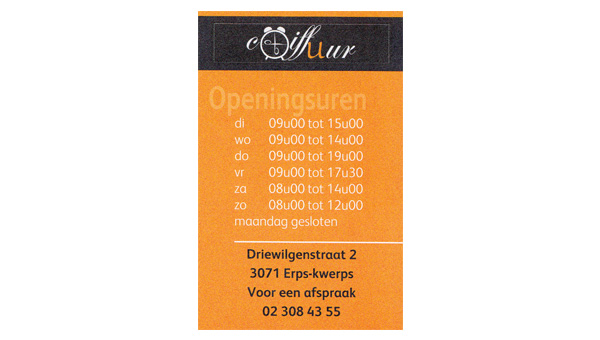 coiffuur
Openingsuren
di 09u00 tot 15u00
wo 09u00 tot 14u00
do 09u00 tot 19u00
vr 09u00 tot 17u30
za 08u00 tot 14u00
zo 08u00 tot 12u00
maandag gesloten
Driewilgenstraat 2
3071 Erps-kwerps
Voor een afspraak
02 308 43 55